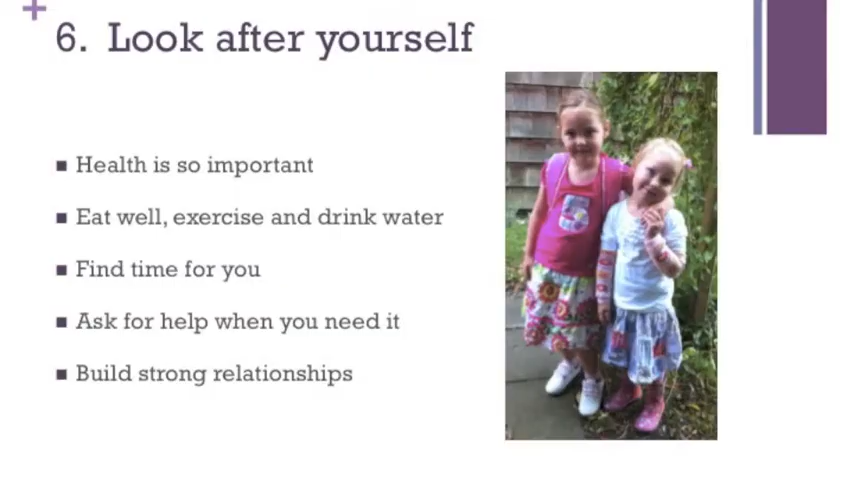 6. Look after yourself
Health is so important
Eat well, exercise and drink water
Find time for you
Ask for help when you need it
Build strong relationships
5